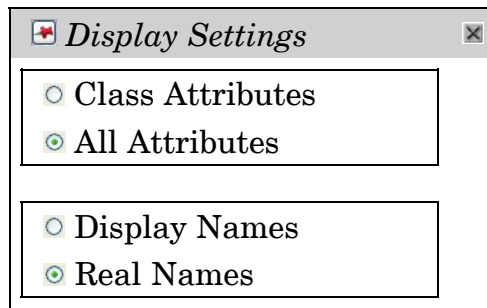 Display Settings
Class Attributes
All Attributes
Display Names
Real Names